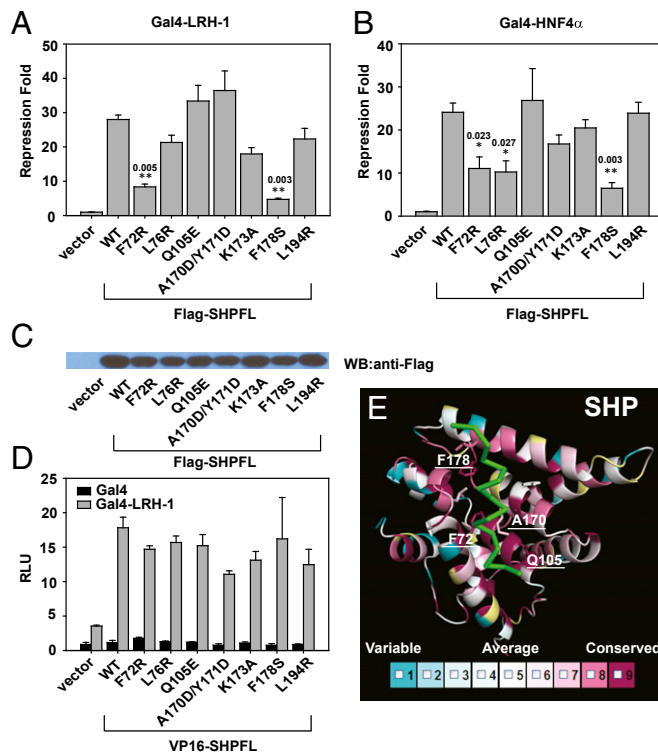 A
Gal4-LRH-1
Repression Fold
50
40
30
20
10
0
0.005
**
0.003
**
vector
WT
F72R
L76R
Q105E
A170D/Y171D
K173A
F178S
L194R
Flag-SHPFL
B
Gal4-HNF4α
Repression Fold
40
30
20
10
0
0.023
*
0.027
*
0.003
**
vector
WT
F72R
L76R
Q105E
A170D/Y171D
K173A
F178S
L194R
Flag-SHPFL
C
WB:anti-Flag
vector
WT
F72R
L76R
Q105E
A170D/Y171D
K173A
F178S
L194R
Flag-SHPFL
D
Gal4
Gal4-LRH-1
RLU
20
15
10
5
0
vector
WT
F72R
L76R
Q105E
A170D/Y171D
K173A
F178S
L194R
VP16-SHPFL
E
SHP
F178
A170
F72
Q105
Variable Average Conserved
1 2 3 4 5 6 7 8 9